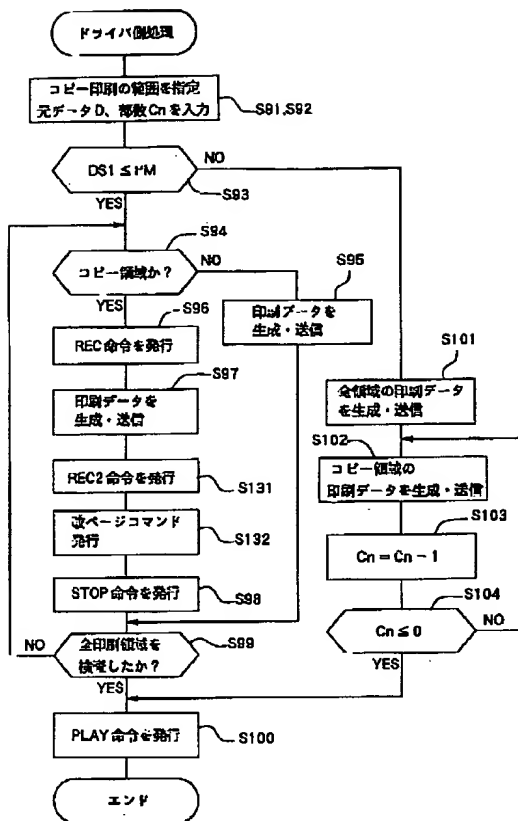 ドライバ側処理
コピー印刷の範囲を指定
元データD、部数Cnを入力
S91,S92
DS1≦PM
NO
S93
YES
S94
コピー領域か？
NO
S95
YES
S96
印刷データを
生成・送信
REC命令を発行
S97
S101
印刷データを
生成・送信
全領域の印刷データ
を生成・送信
S102
REC2命令を発行
S131
コピー領域の
印刷データを生成・送信
改ページコマンド
発行
S132
S103
Cn＝Cn－1
STOP命令を発行
S98
S104
NO
全印刷領域を
検索したか？
S99
Cn≦0
NO
YES
YES
PLAY命令を発行
S100
エンド